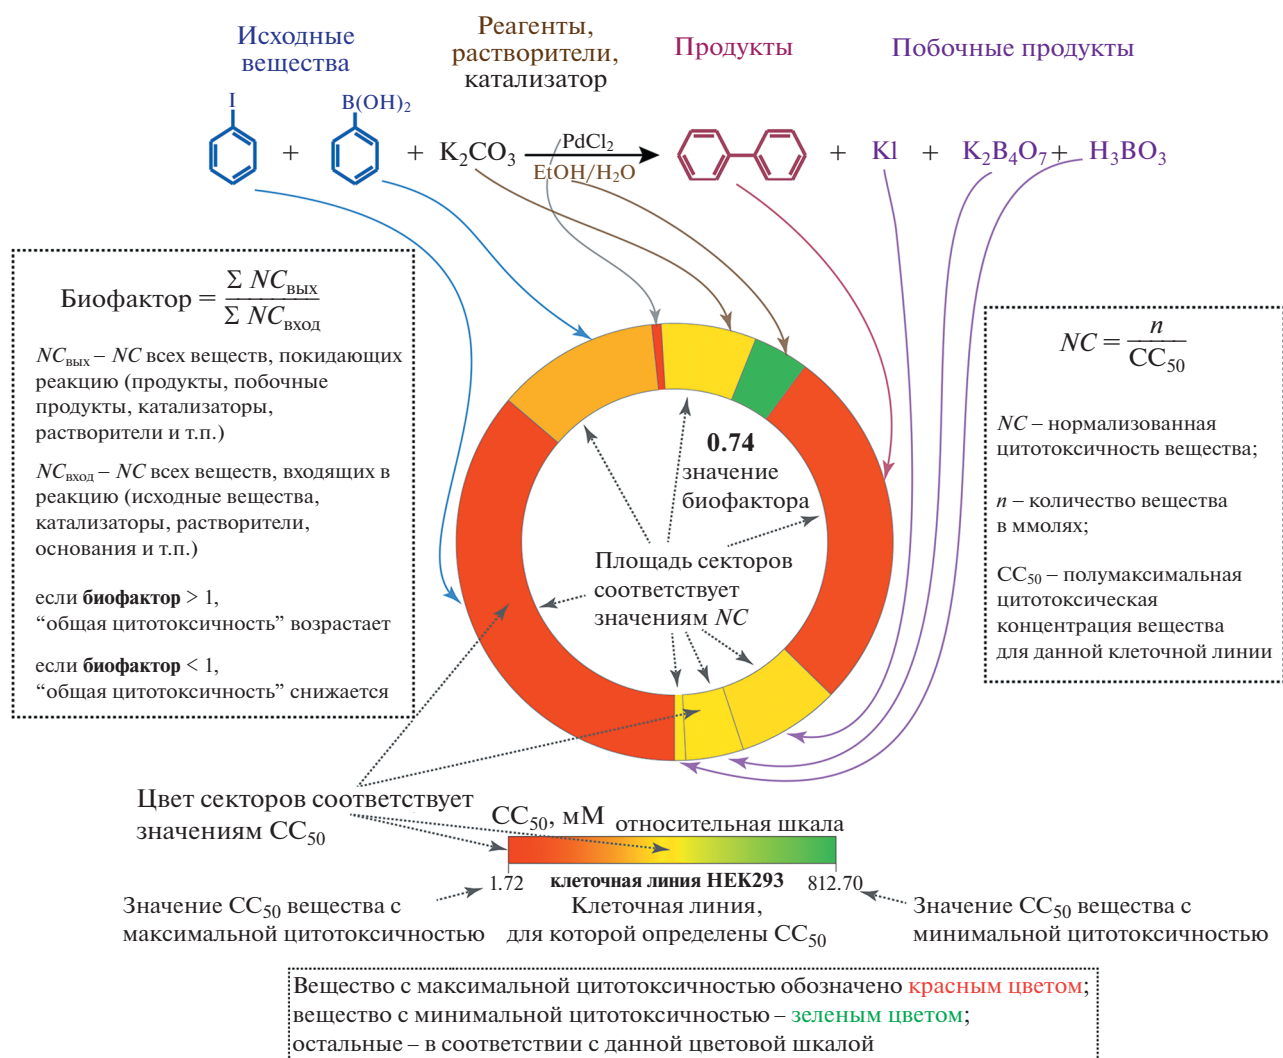 Исходные
вещества
Реагенты,
растворители,
катализатор
Продукты
Побочные продукты
I
B(OH)₂
+
+
K₂CO₃
PdCl₂
EtOH/H₂O
+
Kl
+
K₂B₄O₇
+
H₃BO₃
Биофактор = Σ NCвых / Σ NCвход
NCвых – NC всех веществ, покидающих
реакцию (продукты, побочные
продукты, катализаторы,
растворители и т.п.)
NCвход – NC всех веществ, входящих в
реакцию (исходные вещества,
катализаторы, растворители,
основания и т.п.)
если биофактор > 1,
“общая цитотоксичность” возрастает
если биофактор < 1,
“общая цитотоксичность” снижается
0.74
значение
биофактора
Площадь секторов
соответствует
значениям NC
NC = n / CC₅₀
NC – нормализованная
цитотоксичность вещества;
n – количество вещества
в ммолях;
CC₅₀ – полумаксимальная
цитотоксическая
концентрация вещества
для данной клеточной линии
Цвет секторов соответствует
значениям CC₅₀
CC₅₀, мМ относительная шкала
1.72 клеточная линия HEK293 812.70
Значение CC₅₀ вещества с
максимальной цитотоксичностью
Клеточная линия,
для которой определены CC₅₀
Значение CC₅₀ вещества с
минимальной цитотоксичностью
Вещество с максимальной цитотоксичностью обозначено красным цветом;
вещество с минимальной цитотоксичностью – зеленым цветом;
остальные – в соответствии с данной цветовой шкалой